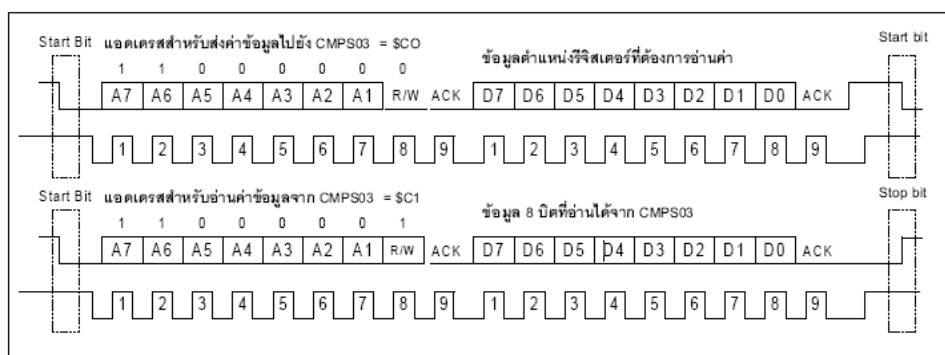 Start Bit แอดเดรสสำหรับส่งค่าข้อมูลไปยัง CMPS03 = $CO ข้อมูลตำแหน่งรีจิสเตอร์ที่ต้องการอ่านค่า Start bit
1 1 0 0 0 0 0 0
A7 A6 A5 A4 A3 A2 A1 R/W ACK D7 D6 D5 D4 D3 D2 D1 D0 ACK
1 2 3 4 5 6 7 8 9 1 2 3 4 5 6 7 8 9
Start Bit แอดเดรสสำหรับอ่านค่าข้อมูลจาก CMPS03 = $C1 ข้อมูล 8 บิตที่อ่านได้จาก CMPS03 Stop bit
1 1 0 0 0 0 0 1
A7 A6 A5 A4 A3 A2 A1 R/W ACK D7 D6 D5 D4 D3 D2 D1 D0 ACK
1 2 3 4 5 6 7 8 9 1 2 3 4 5 6 7 8 9